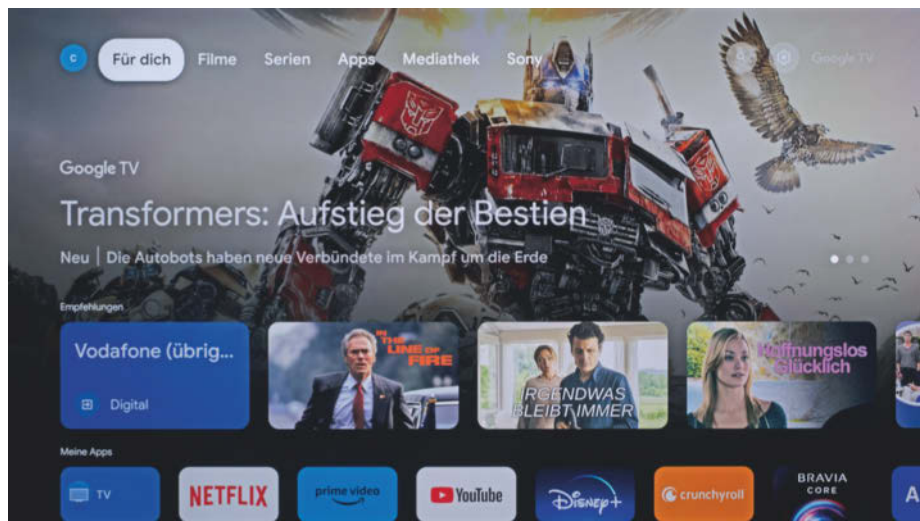 C
Für dich
Filme
Serien
Apps
Mediathek
Sony
Google TV
Google TV
Transformers: Aufstieg der Bestien
Neu | Die Autobots haben neue Verbündete im Kampf um die Erde
Empfehlungen
Vodafone (übrig...
Digital
IN
THE
LINE OF
FIRE
IRGENDWAS
BLEIBT IMMER
Hoffnungslos
Glücklich
Meine Apps
TV
NETFLIX
prime video
YouTube
Disney+
crunchyroll
BRAVIA
CORE
A